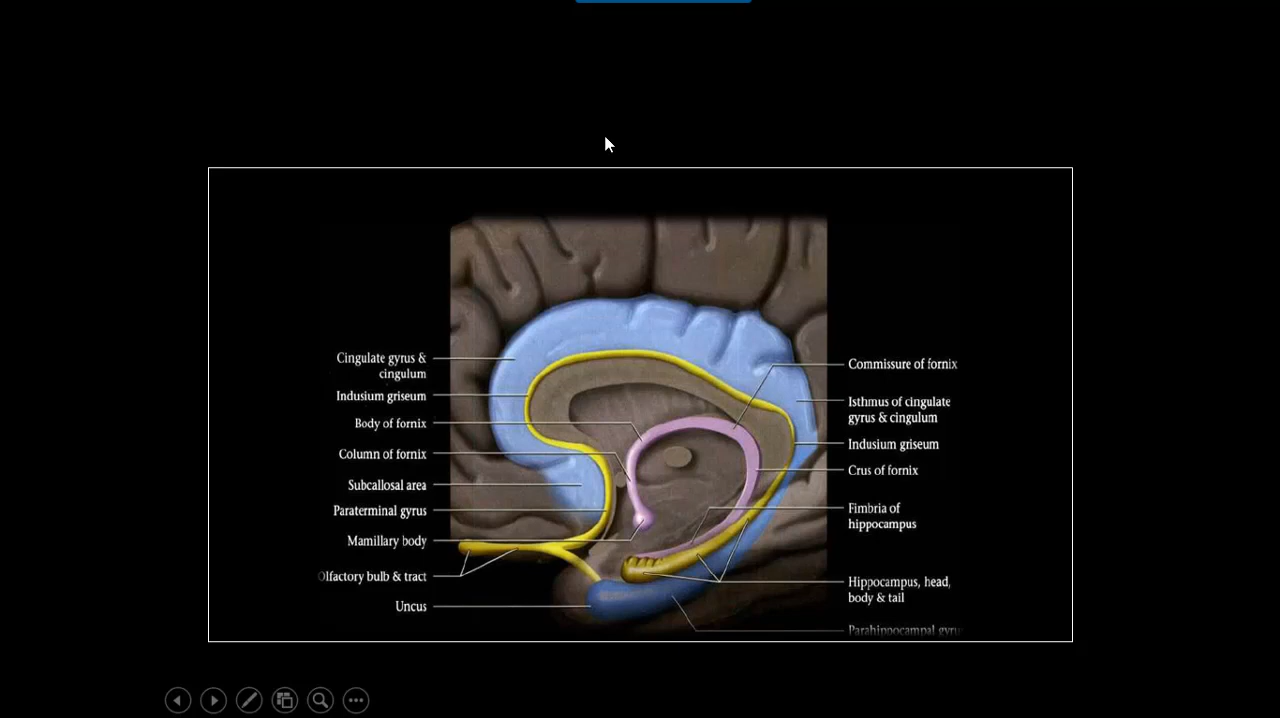 Cingulate gyrus &
cingulum
Indusium griseum
Body of fornix
Column of fornix
Subcallosal area
Paraterminal gyrus
Mamillary body
Olfactory bulb & tract
Uncus
Commissure of fornix
Isthmus of cingulate
gyrus & cingulum
Indusium griseum
Crus of fornix
Fimbria of
hippocampus
Hippocampus, head,
body & tail
Parahippocampal gyru